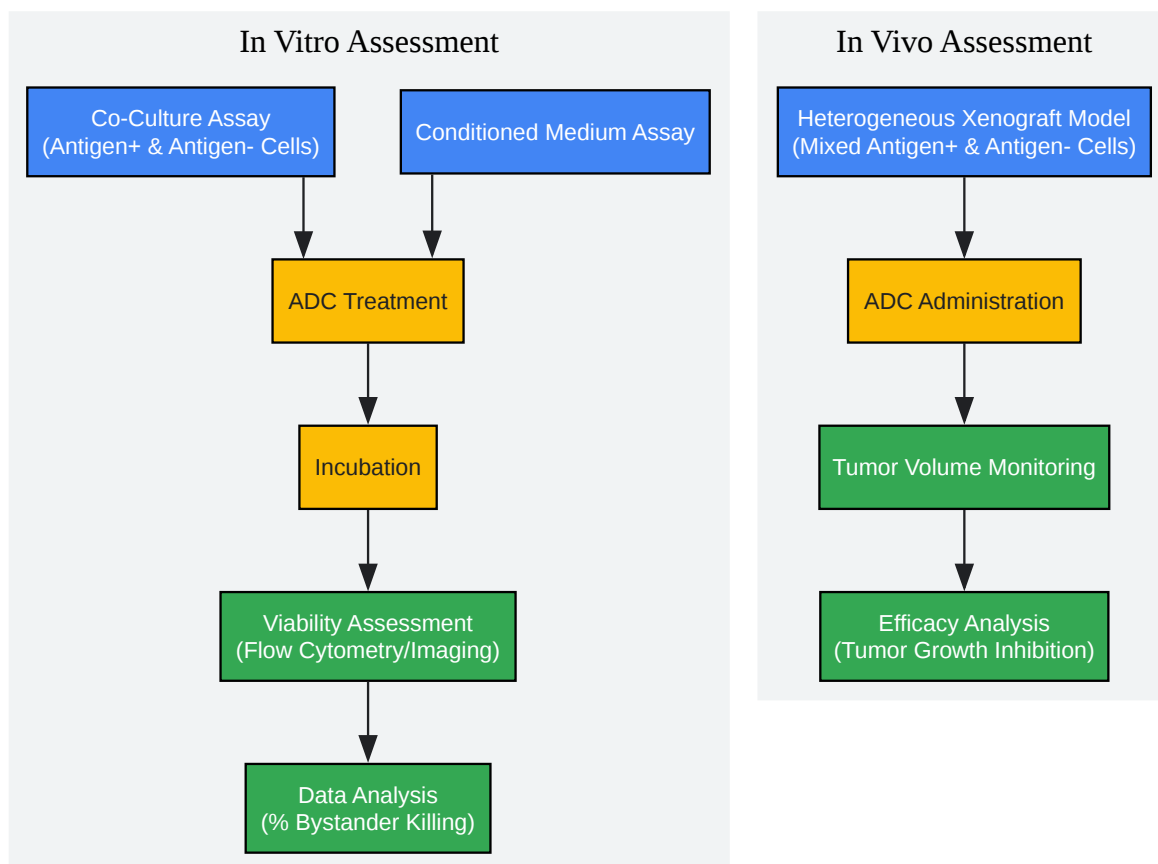 In Vitro Assessment
Co-Culture Assay
(Antigen+ & Antigen- Cells)
Conditioned Medium Assay
ADC Treatment
Incubation
Viability Assessment
(Flow Cytometry/Imaging)
Data Analysis
(% Bystander Killing)
In Vivo Assessment
Heterogeneous Xenograft Model
(Mixed Antigen+ & Antigen- Cells)
ADC Administration
Tumor Volume Monitoring
Efficacy Analysis
(Tumor Growth Inhibition)